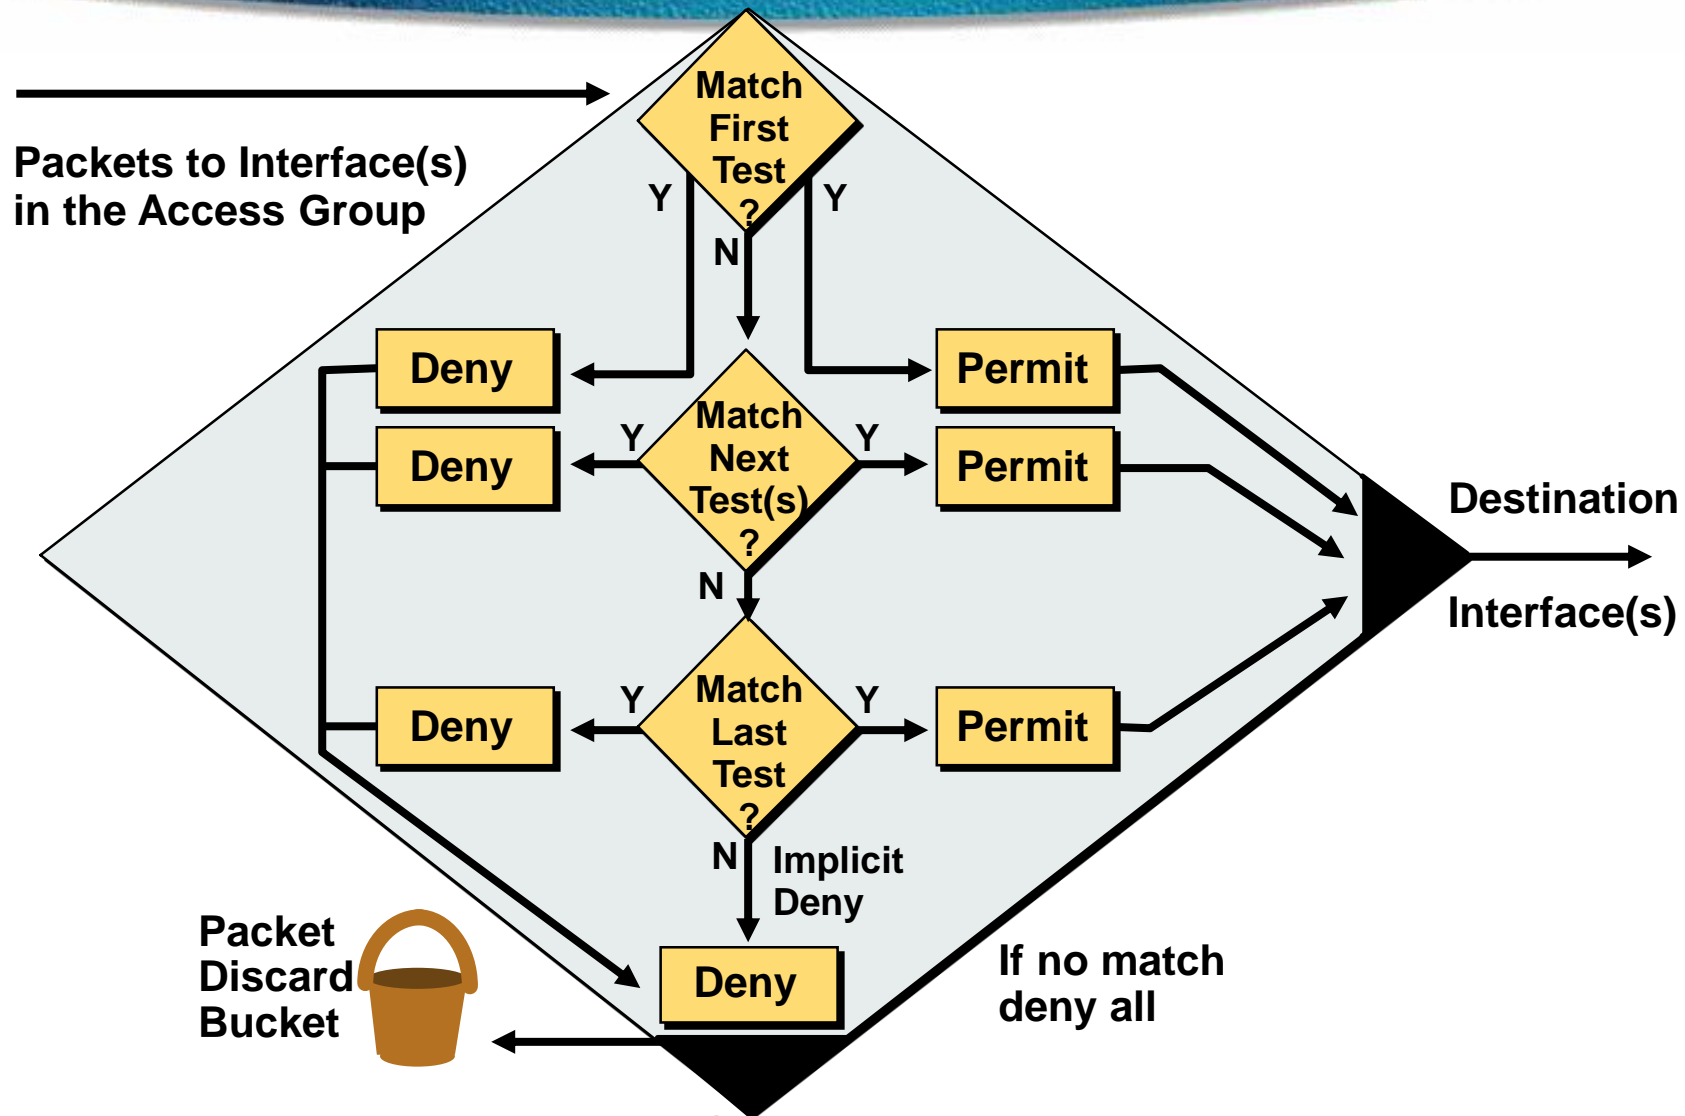 Match
First
Test
?
Packets to Interface(s)
in the Access Group
Y
Y
N
Deny
Permit
Match
Next
Test(s)
?
Y
Y
Deny
Permit
Destination
Interface(s)
N
Match
Last
Test
?
Y
Y
Deny
Permit
N
Implicit
Deny
Packet
Discard
Bucket
Deny
If no match
deny all